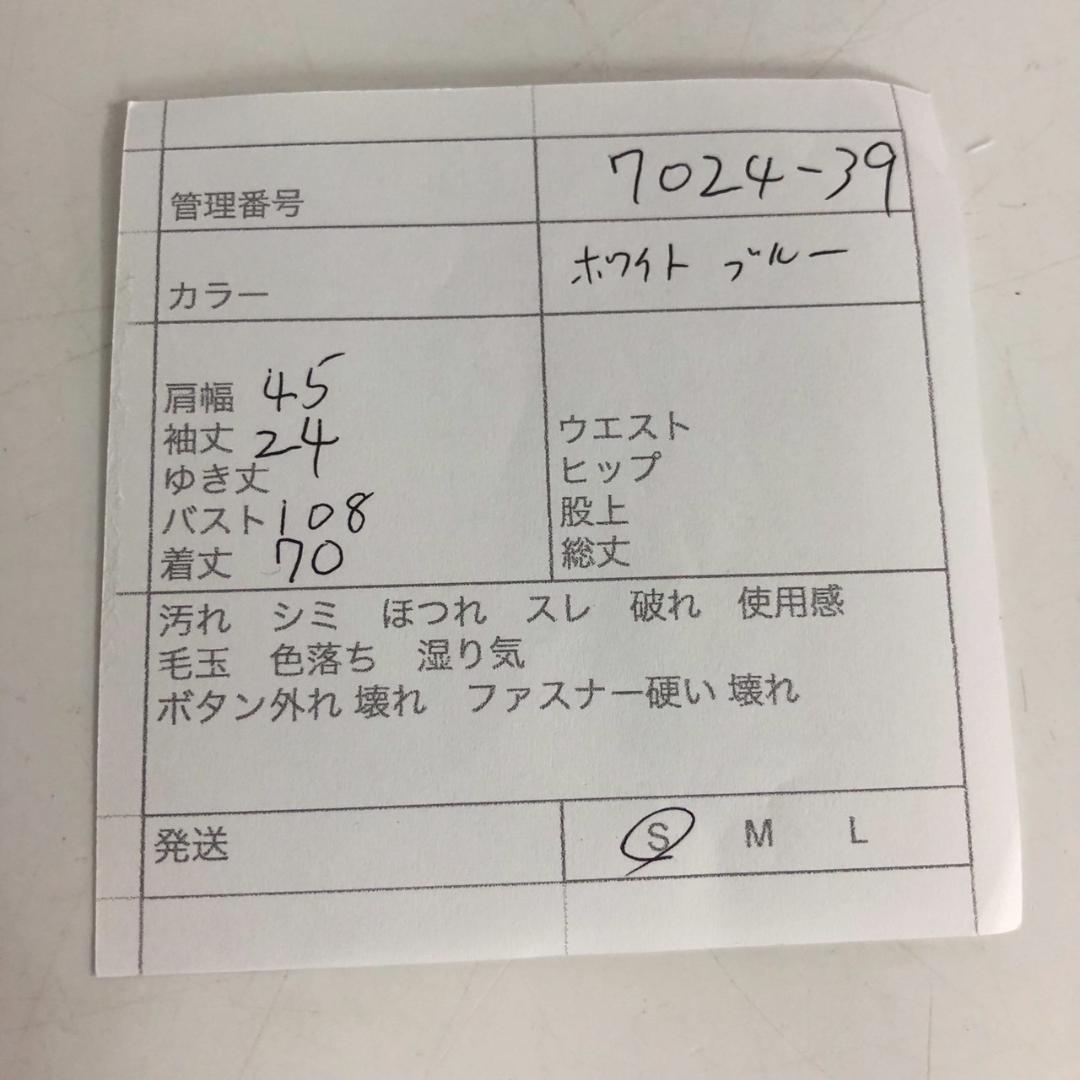 管理番号 7024-39
カラー ホワイト ブルー
肩幅 45
袖丈 24
ゆき丈
バスト 108
着丈 70
ウエスト
ヒップ
股上
総丈
汚れ シミ ほつれ スレ 破れ 使用感
毛玉 色落ち 湿り気
ボタン外れ 壊れ ファスナー硬い 壊れ
発送 S M L